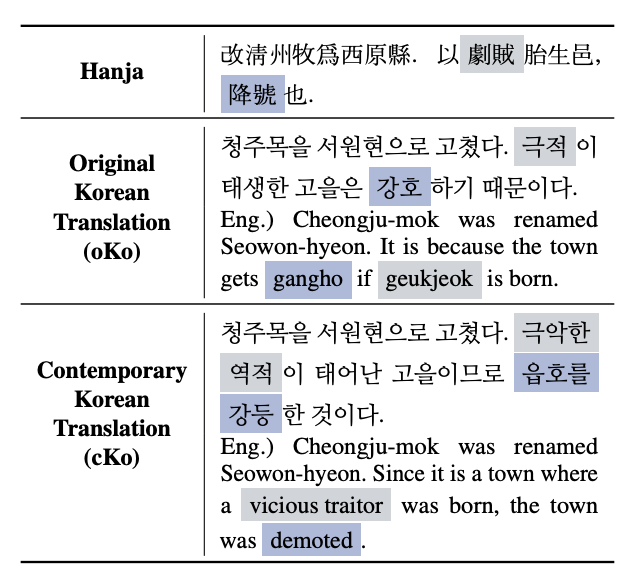 Hanja
改淸州牧爲西原縣. 以 劇賊 胎生邑,
降號 也.
Original
Korean
Translation
(oKo)
청주목을 서원현으로 고쳤다. 극적 이
태생한 고을은 강호 하기 때문이다.
Eng.) Cheongju-mok was renamed
Seowon-hyeon. It is because the town
gets gangho if geukjeok is born.
Contemporary
Korean
Translation
(cKo)
청주목을 서원현으로 고쳤다. 극악한
역적 이 태어난 고을이므로 읍호를
강등 한 것이다.
Eng.) Cheongju-mok was renamed
Seowon-hyeon. Since it is a town where
a vicious traitor was born, the town
was demoted .